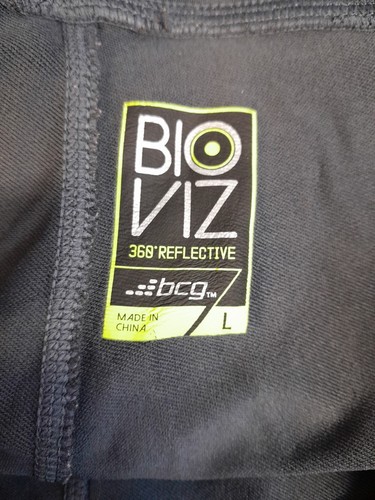 BIO
VIZ
360° REFLECTIVE
bcg™
MADE IN
CHINA
L